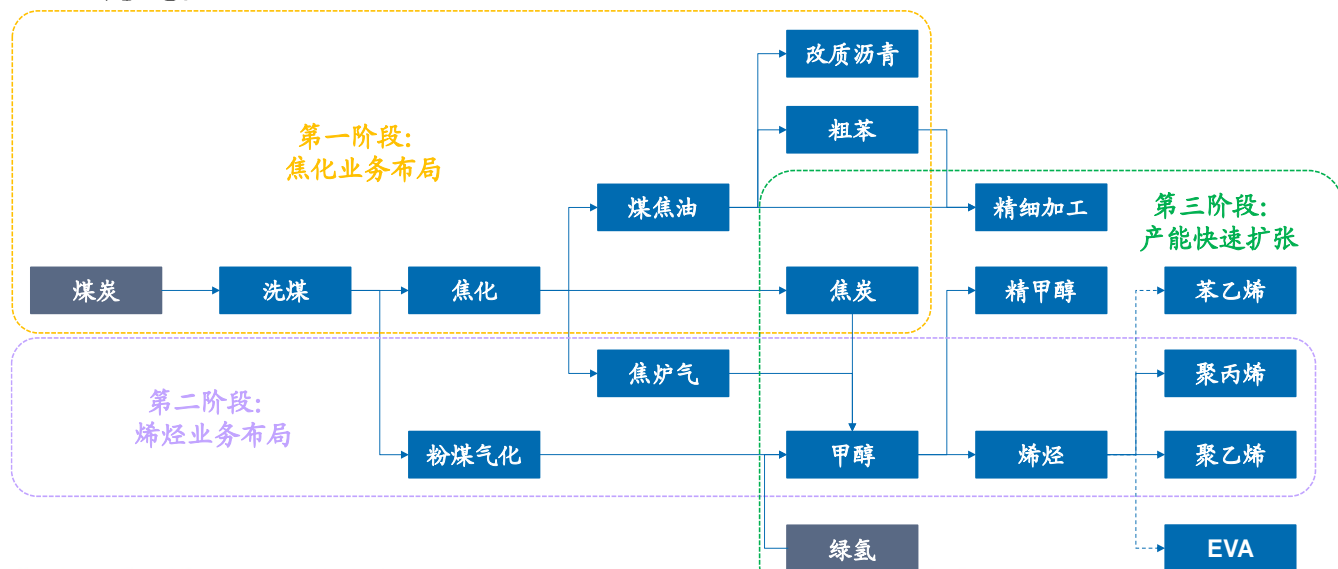 改质沥青
第一阶段:
焦化业务布局
粗苯
煤焦油
精细加工
第三阶段:
产能快速扩张
煤炭
洗煤
焦化
焦炭
精甲醇
苯乙烯
第二阶段:
烯烃业务布局
焦炉气
聚丙烯
粉煤气化
甲醇
烯烃
聚乙烯
绿氢
EVA